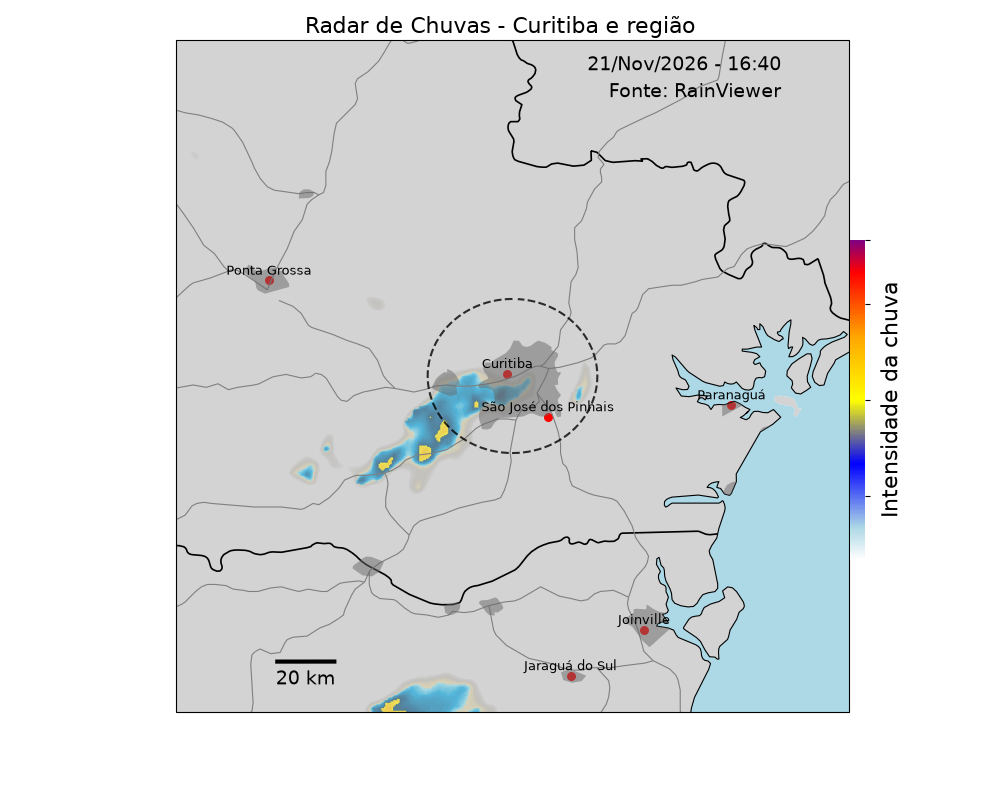 Radar de Chuvas - Curitiba e região
21/Nov/2026 - 16:40
Fonte: RainViewer
Ponta Grossa
Curitiba
Paranaguá
São José dos Pinhais
Intensidade da chuva
Joinville
Jaraguá do Sul
20 km